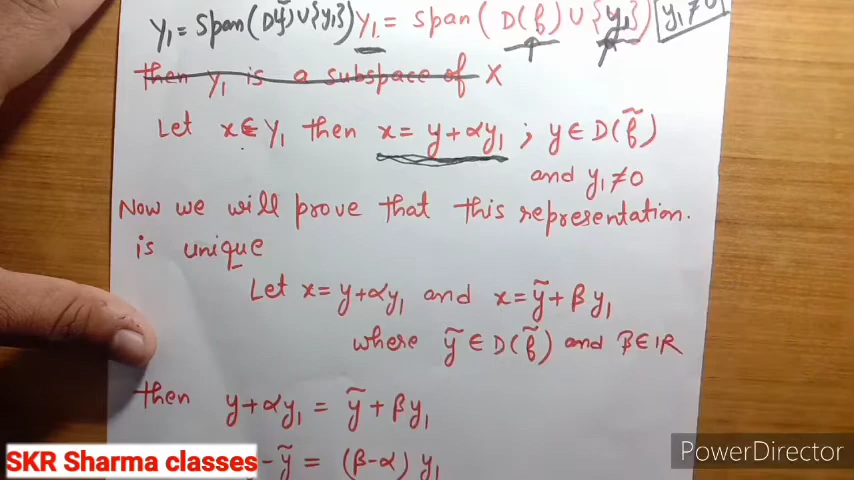 Y₁ = Span(Dỹ)∪{y₁}) Y₁ = Span( D(f̃) ∪ {y₁}) y₁≠0
then Y₁ is a subspace of X
Let x∈Y₁ then x = y+αy₁ ; y∈D(f̃)
and y₁≠0
Now we will prove that this representation.
is unique
Let x=y+αy₁ and x=ỹ+βy₁
where ỹ∈D(f̃) and β∈IR
then y+αy₁ = ỹ+βy₁
SKR Sharma classes -ỹ = (β-α) y₁
PowerDirector